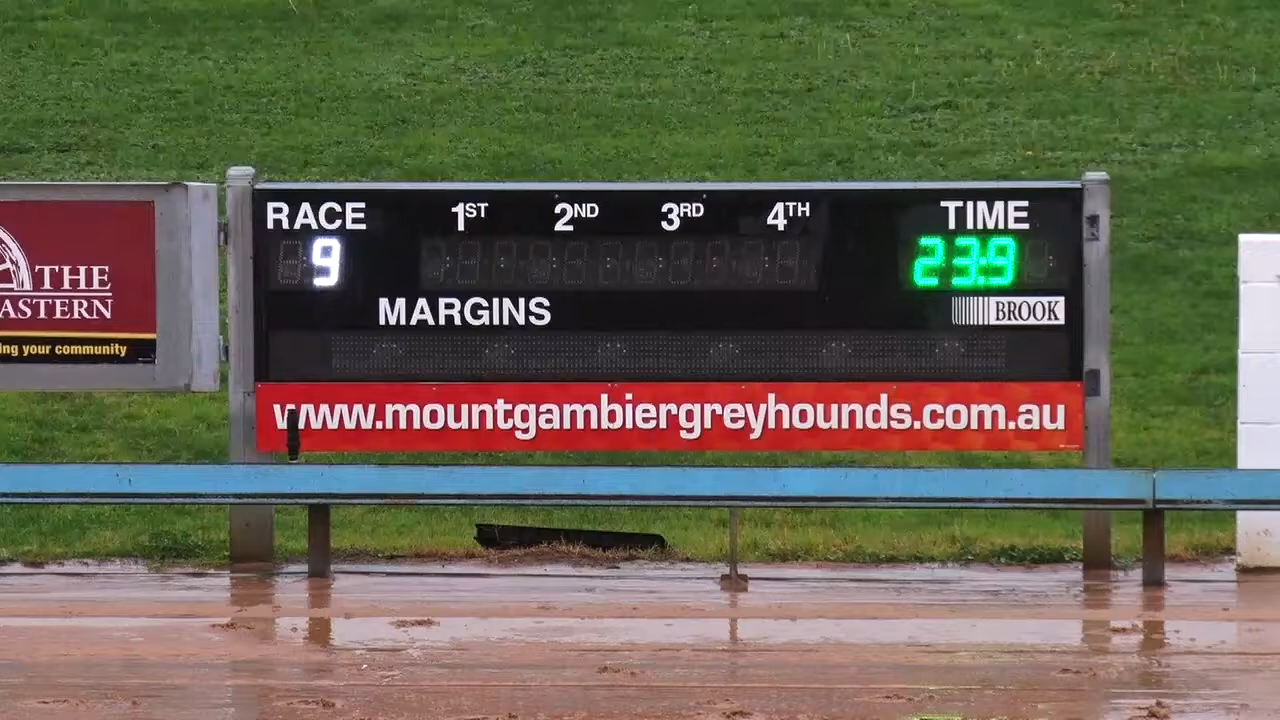 RACE 1ST 2ND 3RD 4TH TIME
9 23.9
MARGINS
BROOK
www.mountgambiergreyhounds.com.au
THE
ASTERN
ing your community